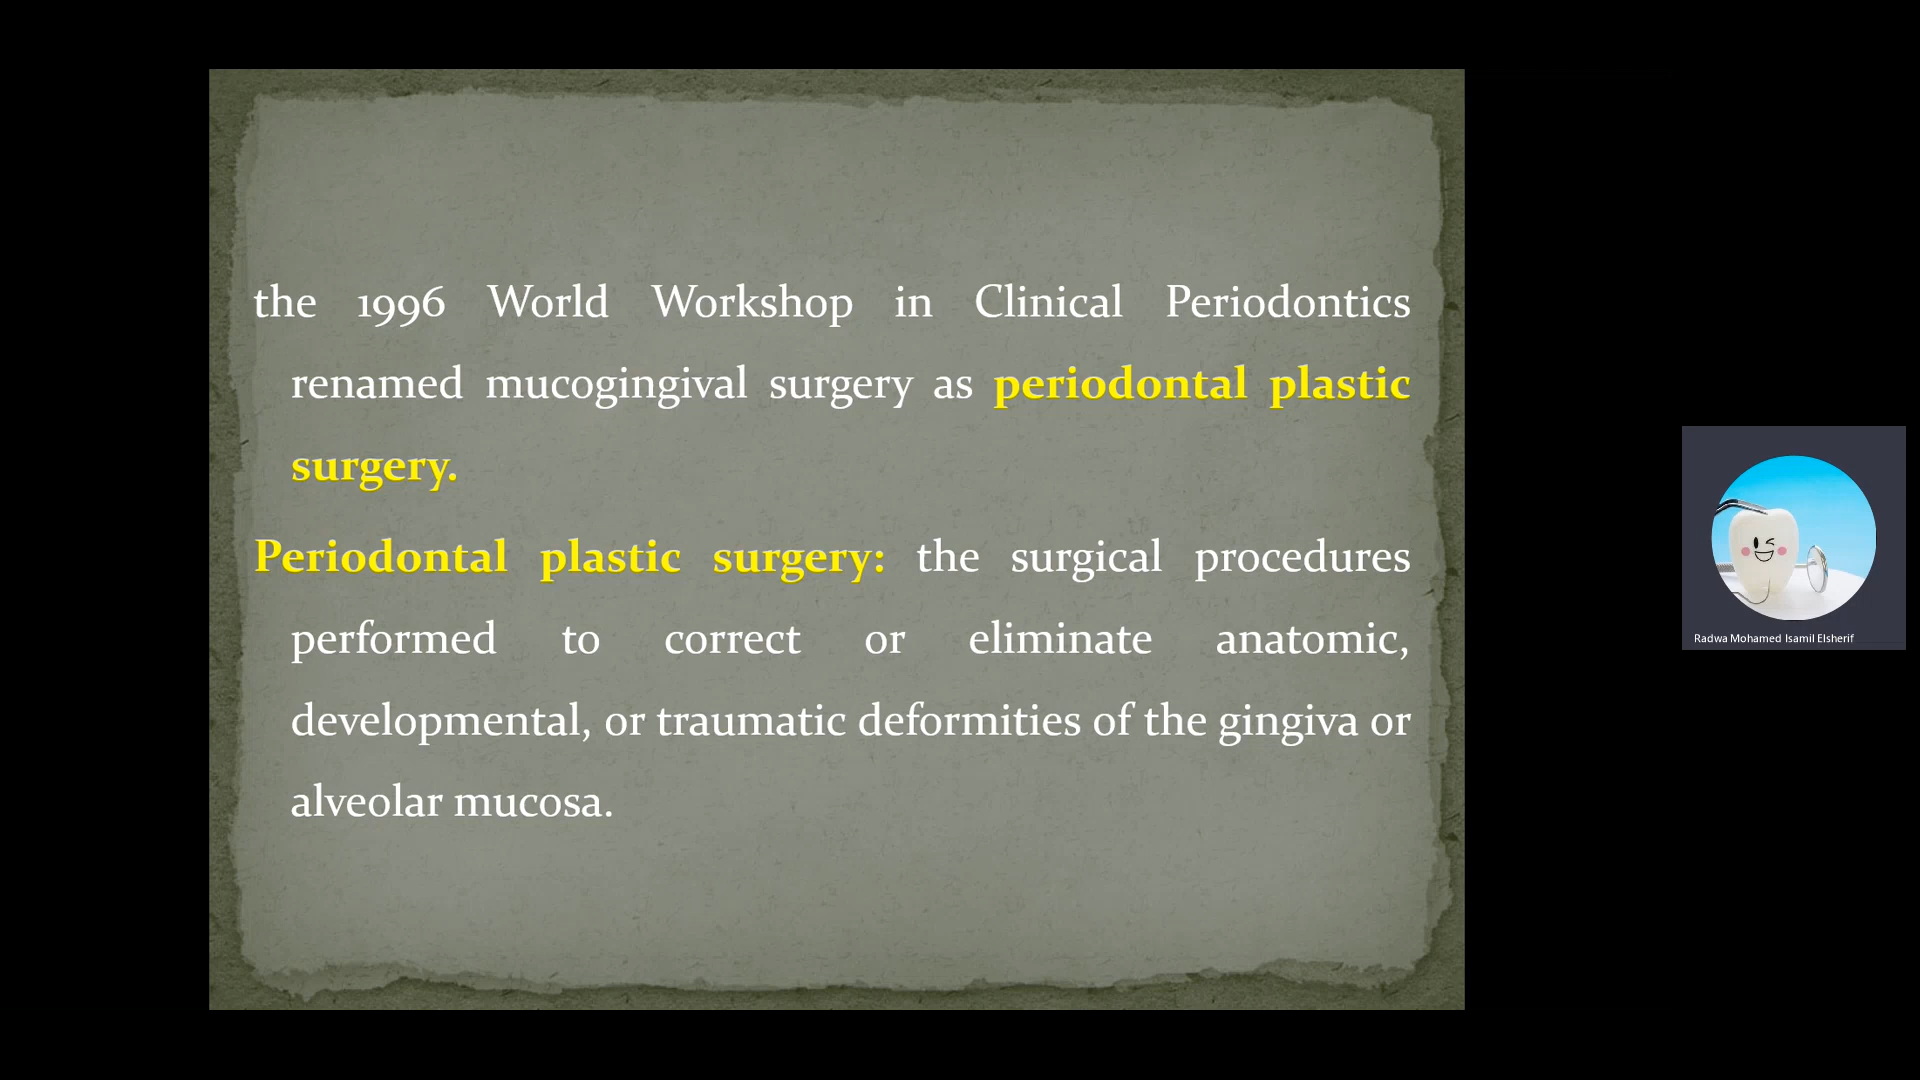 the 1996 World Workshop in Clinical Periodontics
renamed mucogingival surgery as periodontal plastic
surgery.
Periodontal plastic surgery: the surgical procedures
performed to correct or eliminate anatomic,
developmental, or traumatic deformities of the gingiva or
alveolar mucosa.
Radwa Mohamed Isamil Elsherif